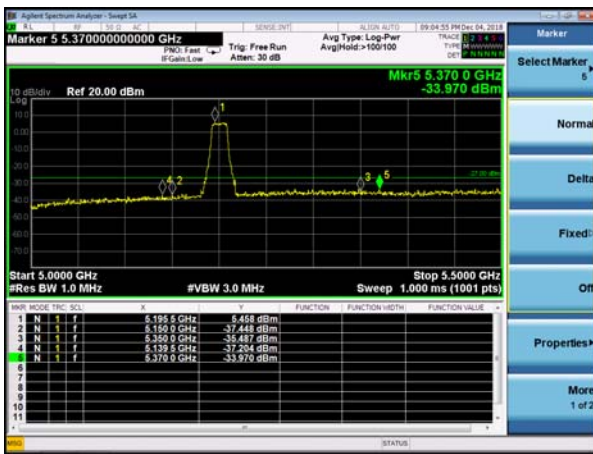 Agilent Spectrum Analyzer - Swept SA
RL RF 50 Ω AC SENSE:INT ALIGN AUTO 09:04:55 PM Dec 04, 2018
Marker 5 5.370000000000 GHz
PNO: Fast Trig: Free Run
IFGain:Low Atten: 30 dB
Avg Type: Log-Pwr
Avg|Hold:>100/100
TRACE 1 2 3 4 5 6
TYPE M WWWWW
DET P N N N N N
Mkr5 5.370 0 GHz
-33.970 dBm
10 dB/div Ref 20.00 dBm
Log
10.0
0.00
-10.0
-20.0
-30.0
-40.0
-50.0
-60.0
-70.0
1
4 2
3 5
-27.00 dBm
Start 5.0000 GHz Stop 5.5000 GHz
#Res BW 1.0 MHz #VBW 3.0 MHz Sweep 1.000 ms (1001 pts)
MKR MODE TRC SCL X Y FUNCTION FUNCTION WIDTH FUNCTION VALUE
1 N 1 f 5.195 5 GHz 5.458 dBm
2 N 1 f 5.150 0 GHz -37.448 dBm
3 N 1 f 5.350 0 GHz -35.487 dBm
4 N 1 f 5.139 5 GHz -37.204 dBm
5 N 1 f 5.370 0 GHz -33.970 dBm
6
7
8
9
10
11
MSG STATUS
Marker
Select Marker
5
Normal
Delta
Fixed
Off
Properties
More
1 of 2